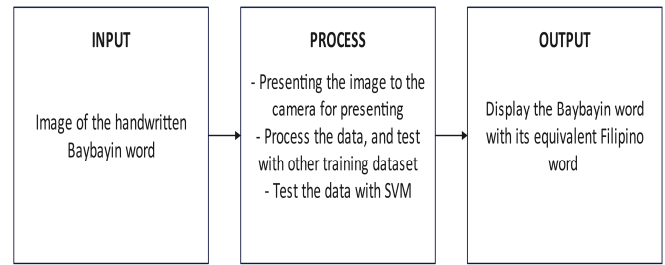 INPUT
Image of the handwritten
Baybayin word
PROCESS
- Presenting the image to the
camera for presenting
- Process the data, and test
with other training dataset
- Test the data with SVM
OUTPUT
Display the Baybayin word
with its equivalent Filipino
word